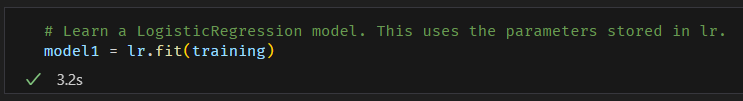 # Learn a LogisticRegression model. This uses the parameters stored in lr.
model1 = lr.fit(training)
3.2s